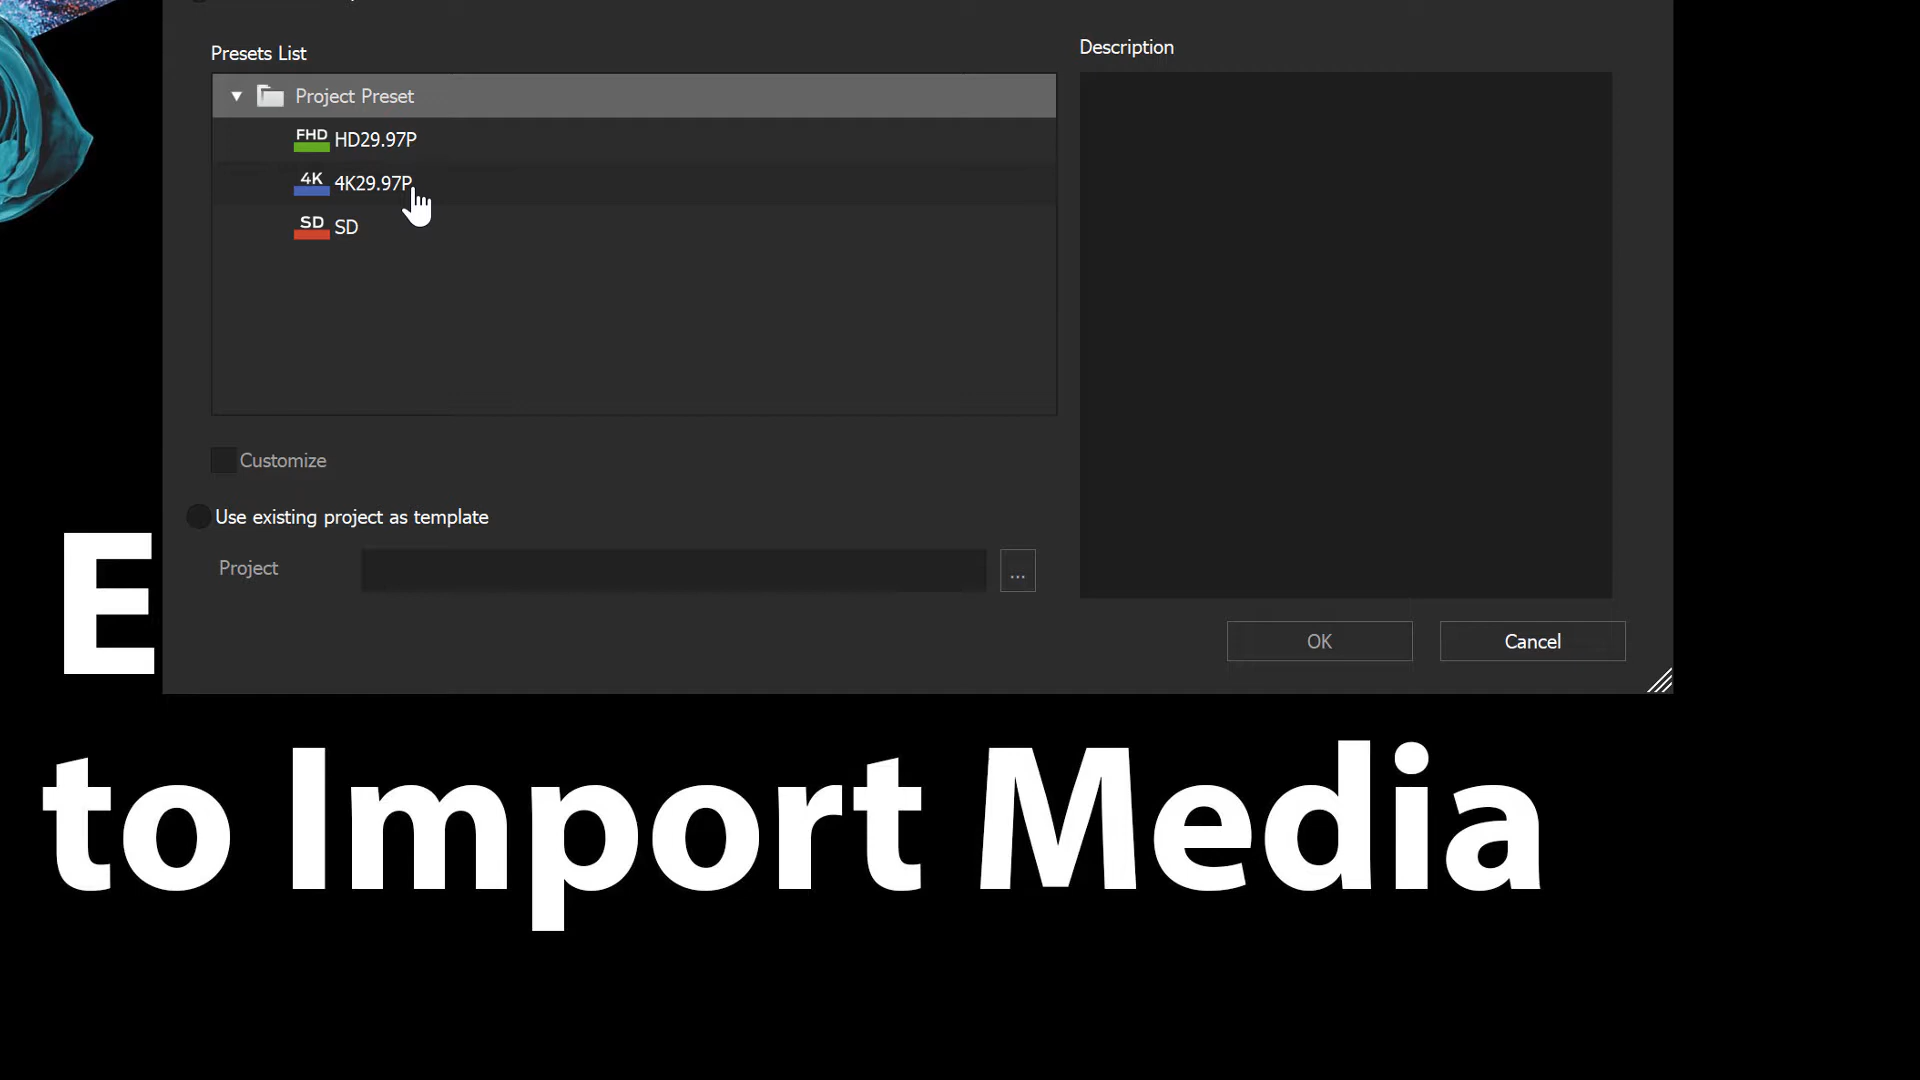 Presets List
Description
Project Preset
FHD HD29.97P
4K 4K29.97P
SD SD
Customize
Use existing project as template
Project
...
OK
Cancel
E
to Import Media